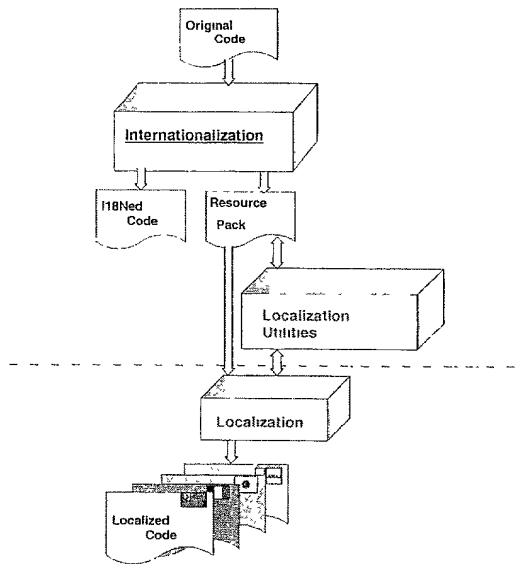 Original
Code
Internationalization
I18Ned
Code
Resource
Pack
Localization
Utilities
Localization
Localized
Code